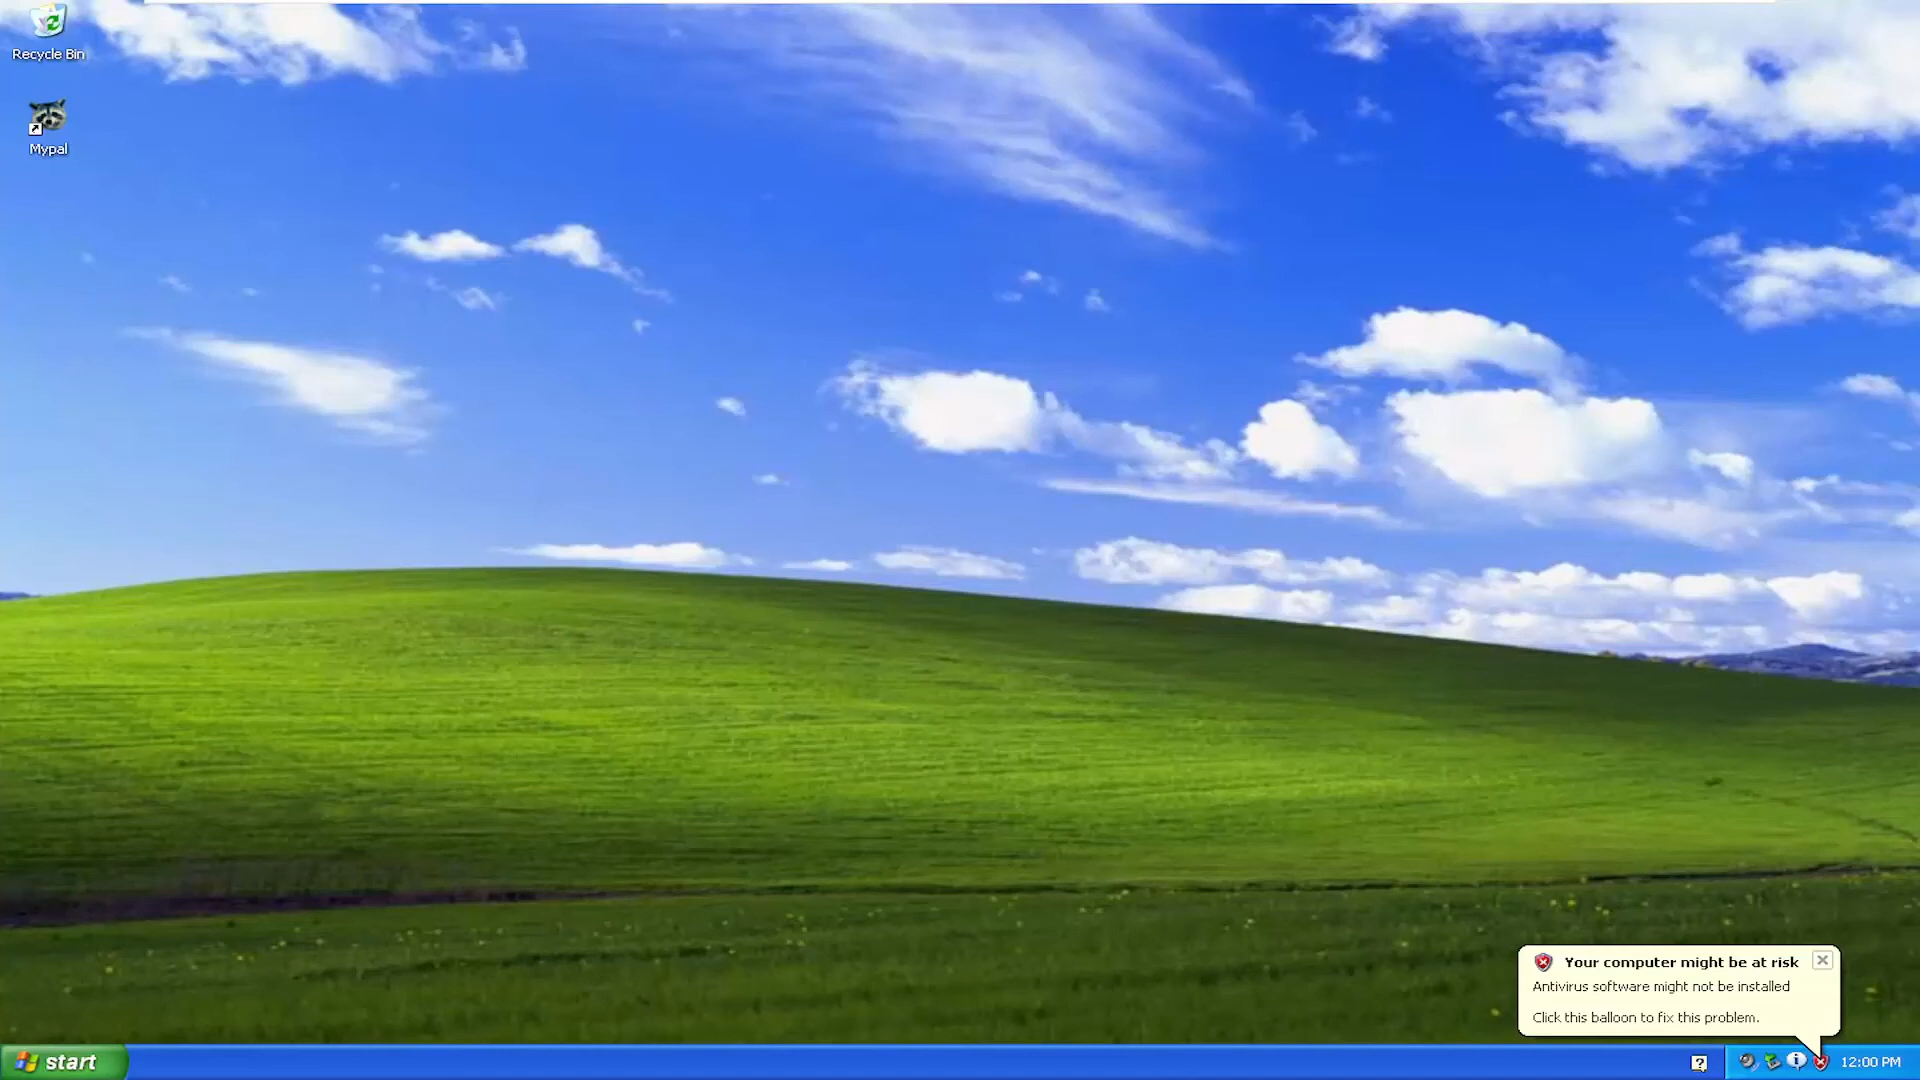 Recycle Bin
Mypal
Your computer might be at risk
Antivirus software might not be installed
Click this balloon to fix this problem.
start
12:00 PM